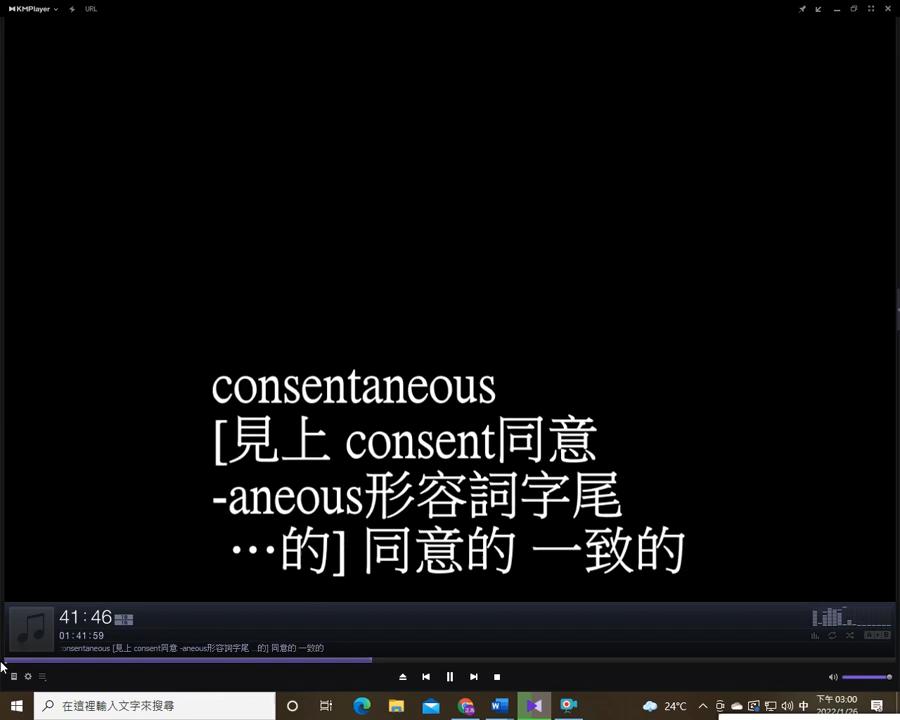 KMPlayer URL
consentaneous
[見上 consent同意
-aneous形容詞字尾
…的] 同意的 一致的
41:46
01:41:59
onsentaneous [見上 consent同意 -aneous形容詞字尾 ...的] 同意的 一致的
在這裡輸入文字來搜尋
24°C
中
下午 03:00
2022/1/26